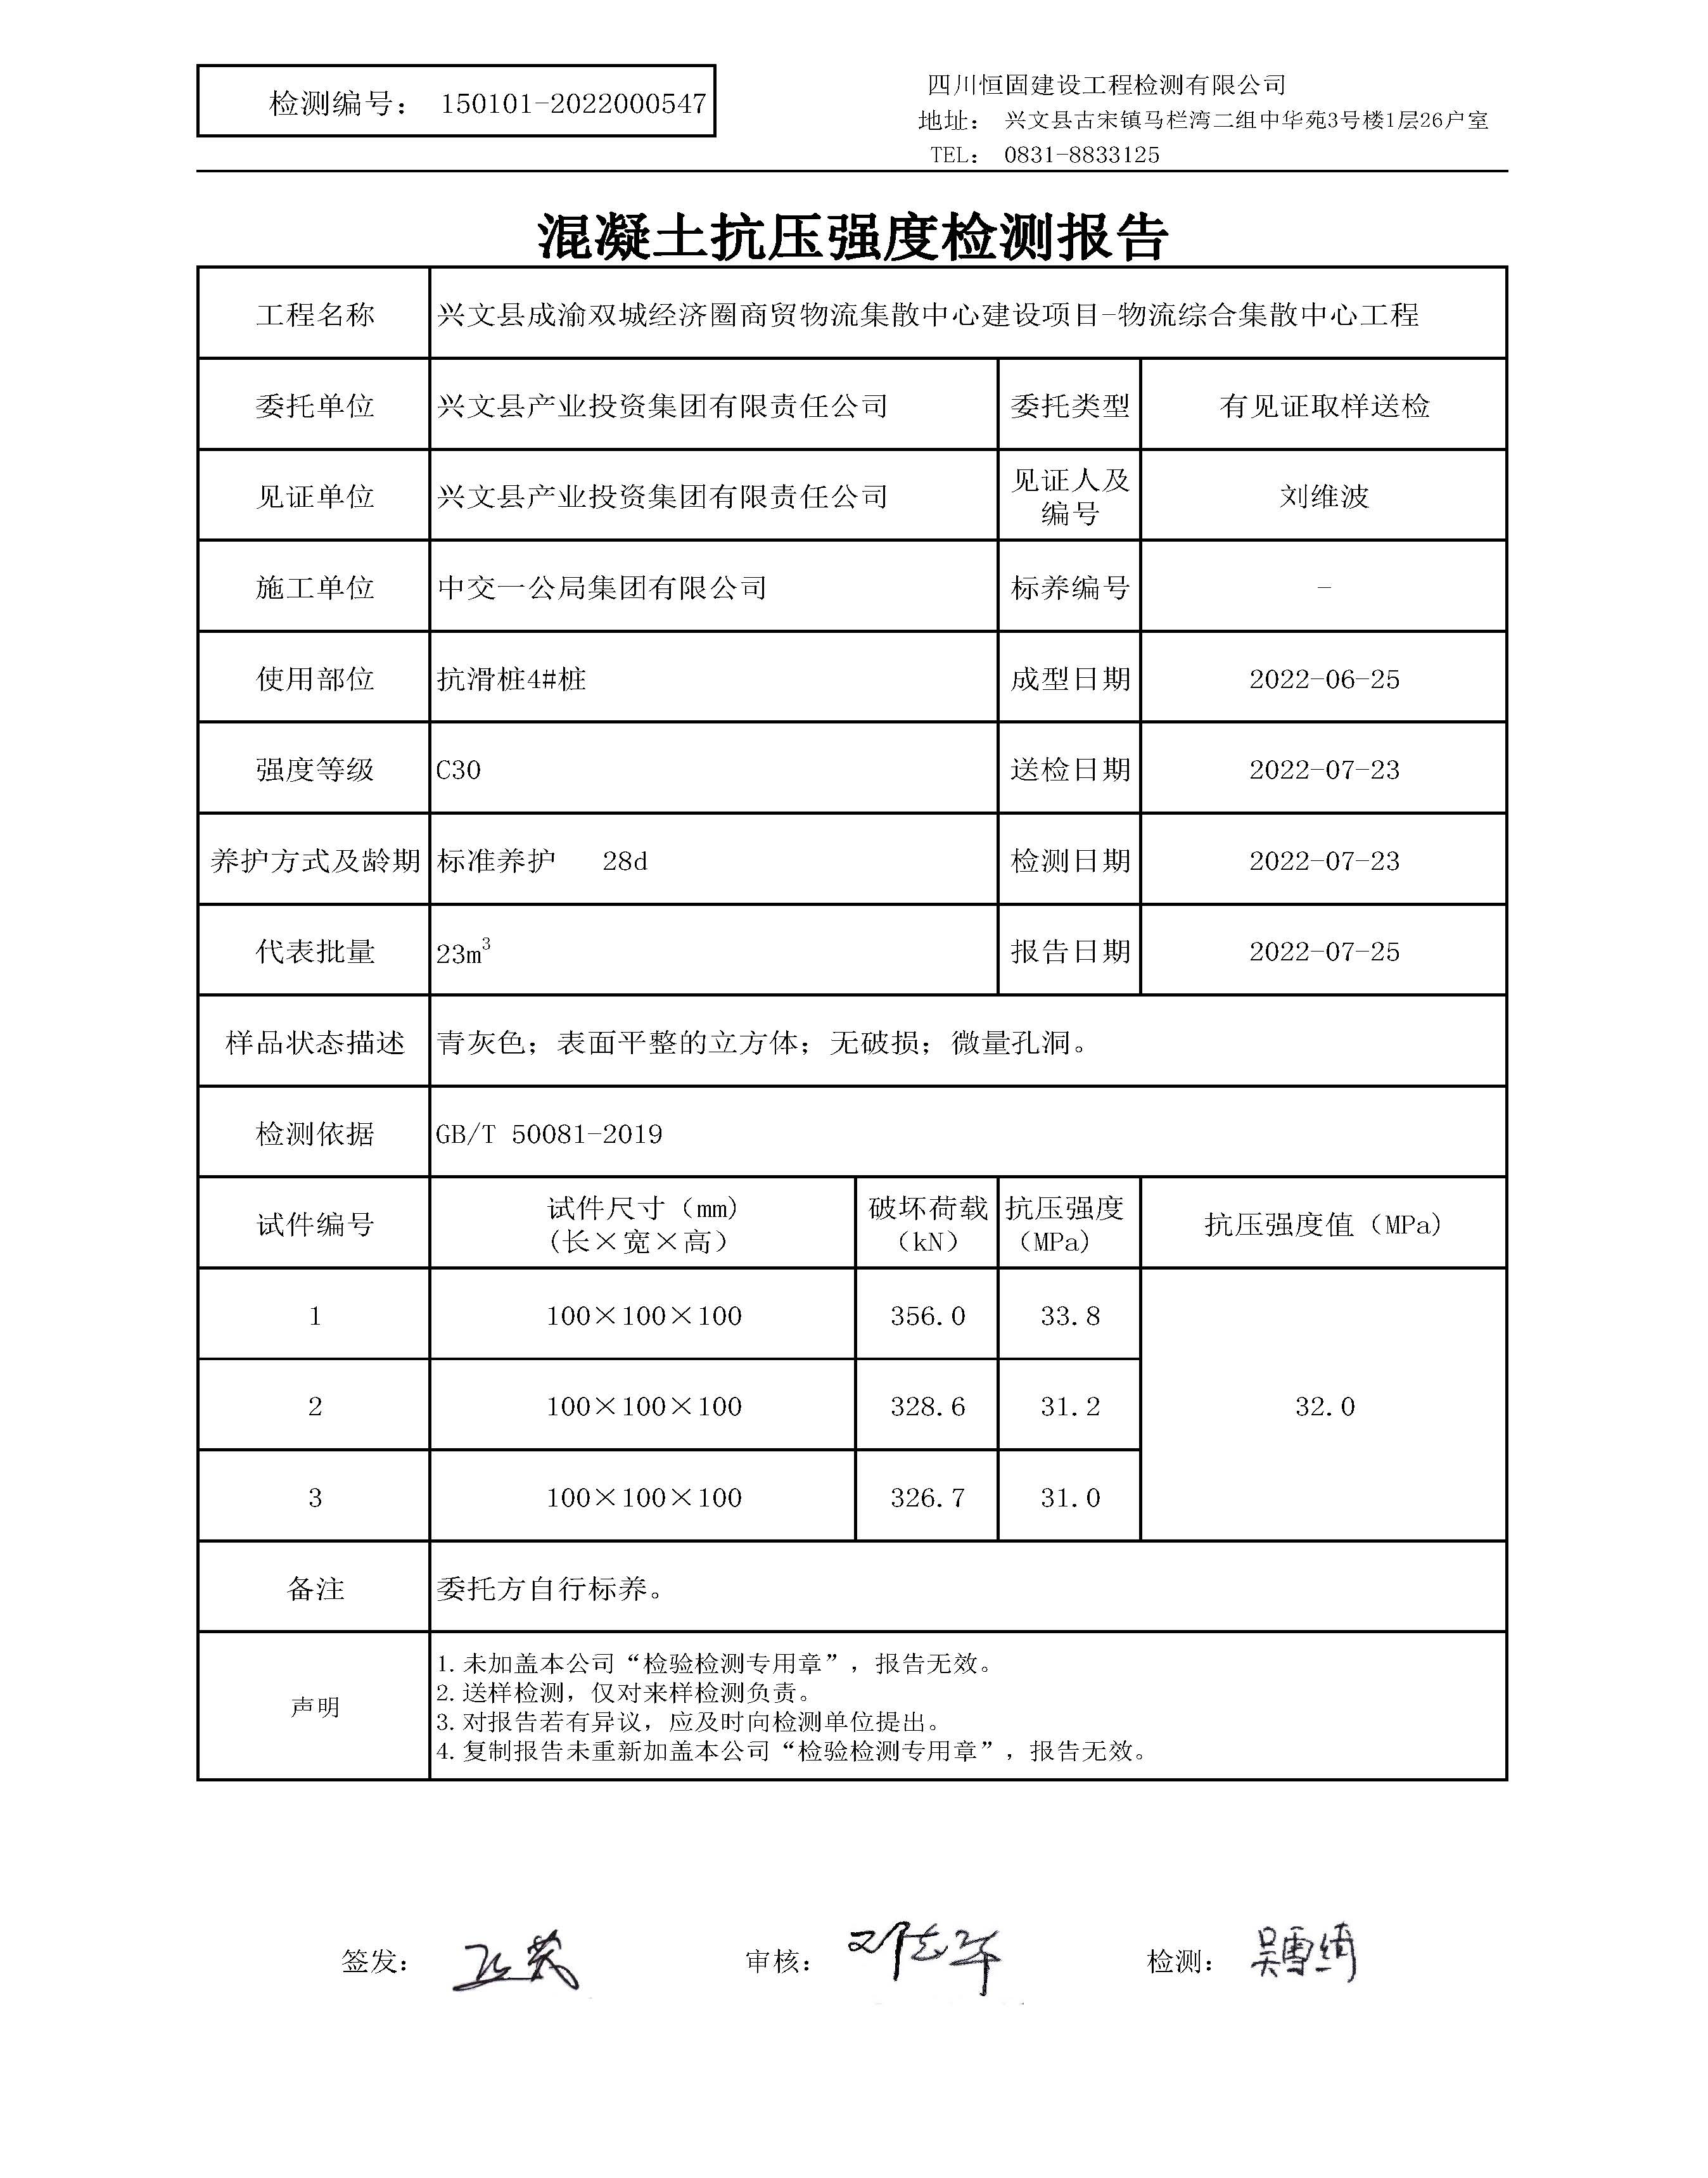 检测编号： 150101-2022000547
四川恒固建设工程检测有限公司
地址： 兴文县古宋镇马栏湾二组中华苑3号楼1层26户室
TEL： 0831-8833125
混凝土抗压强度检测报告
工程名称 兴文县成渝双城经济圈商贸物流集散中心建设项目-物流综合集散中心工程
委托单位 兴文县产业投资集团有限责任公司 委托类型 有见证取样送检
见证单位 兴文县产业投资集团有限责任公司 见证人及编号 刘维波
施工单位 中交一公局集团有限公司 标养编号 -
使用部位 抗滑桩4#桩 成型日期 2022-06-25
强度等级 C30 送检日期 2022-07-23
养护方式及龄期 标准养护 28d 检测日期 2022-07-23
代表批量 23m³ 报告日期 2022-07-25
样品状态描述 青灰色；表面平整的立方体；无破损；微量孔洞。
检测依据 GB/T 50081-2019
试件编号 试件尺寸（mm）(长×宽×高） 破坏荷载（kN） 抗压强度（MPa） 抗压强度值（MPa）
1 100×100×100 356.0 33.8
2 100×100×100 328.6 31.2 32.0
3 100×100×100 326.7 31.0
备注 委托方自行标养。
声明
1.未加盖本公司“检验检测专用章”，报告无效。
2.送样检测，仅对来样检测负责。
3.对报告若有异议，应及时向检测单位提出。
4.复制报告未重新加盖本公司“检验检测专用章”，报告无效。
签发： 审核： 检测： 吴雪绮